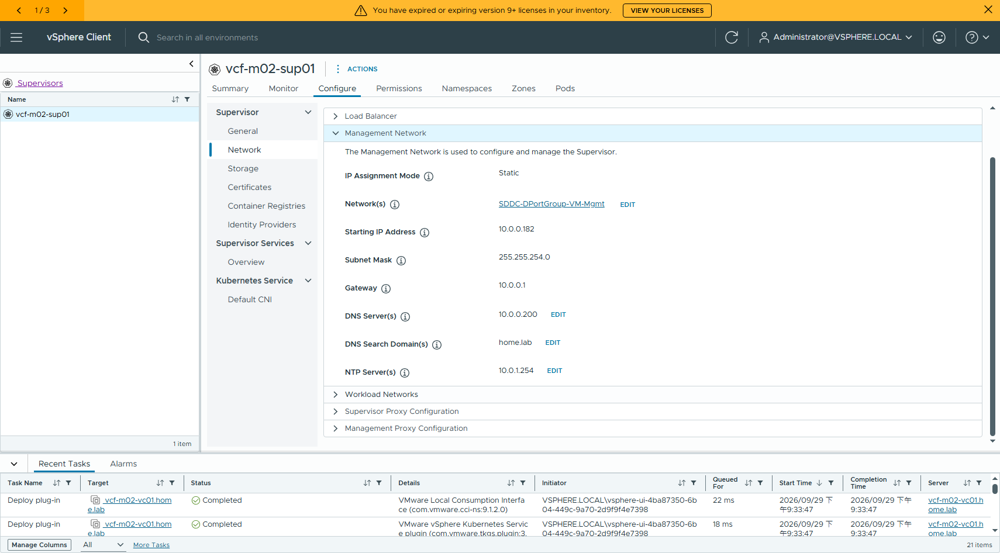 1 / 3
You have expired or expiring version 9+ licenses in your inventory.
VIEW YOUR LICENSES
vSphere Client
Search in all environments
Administrator@VSPHERE.LOCAL
Supervisors
Name
vcf-m02-sup01
1 item
vcf-m02-sup01
ACTIONS
Summary
Monitor
Configure
Permissions
Namespaces
Zones
Pods
Supervisor
General
Network
Storage
Certificates
Container Registries
Identity Providers
Supervisor Services
Overview
Kubernetes Service
Default CNI
Load Balancer
Management Network
The Management Network is used to configure and manage the Supervisor.
IP Assignment Mode
Static
Network(s)
SDDC-DPortGroup-VM-Mgmt
EDIT
Starting IP Address
10.0.0.182
Subnet Mask
255.255.254.0
Gateway
10.0.0.1
DNS Server(s)
10.0.0.200
EDIT
DNS Search Domain(s)
home.lab
EDIT
NTP Server(s)
10.0.1.254
EDIT
Workload Networks
Supervisor Proxy Configuration
Management Proxy Configuration
Recent Tasks
Alarms
Task Name
Target
Status
Details
Initiator
Queued
For
Start Time
Completion
Time
Server
Deploy plug-in
vcf-m02-vc01.hom
e.lab
Completed
VMware Local Consumption Interfa
ce (com.vmware.cci-ns:9.1.2.0)
VSPHERE.LOCAL\vsphere-ui-4ba87350-6b
04-449c-9a70-2d9f9f4e7398
22 ms
2026/09/29 下
午9:33:47
2026/09/29 下午
9:33:47
vcf-m02-vc01.h
ome.lab
Deploy plug-in
vcf-m02-vc01.hom
e.lab
Completed
VMware vSphere Kubernetes Servic
e plugin (com.vmware.tkgs.plugin:3.
VSPHERE.LOCAL\vsphere-ui-4ba87350-6b
04-449c-9a70-2d9f9f4e7398
18 ms
2026/09/29 下
午9:33:47
2026/09/29 下午
9:33:47
vcf-m02-vc01.h
ome.lab
Manage Columns
All
More Tasks
21 items